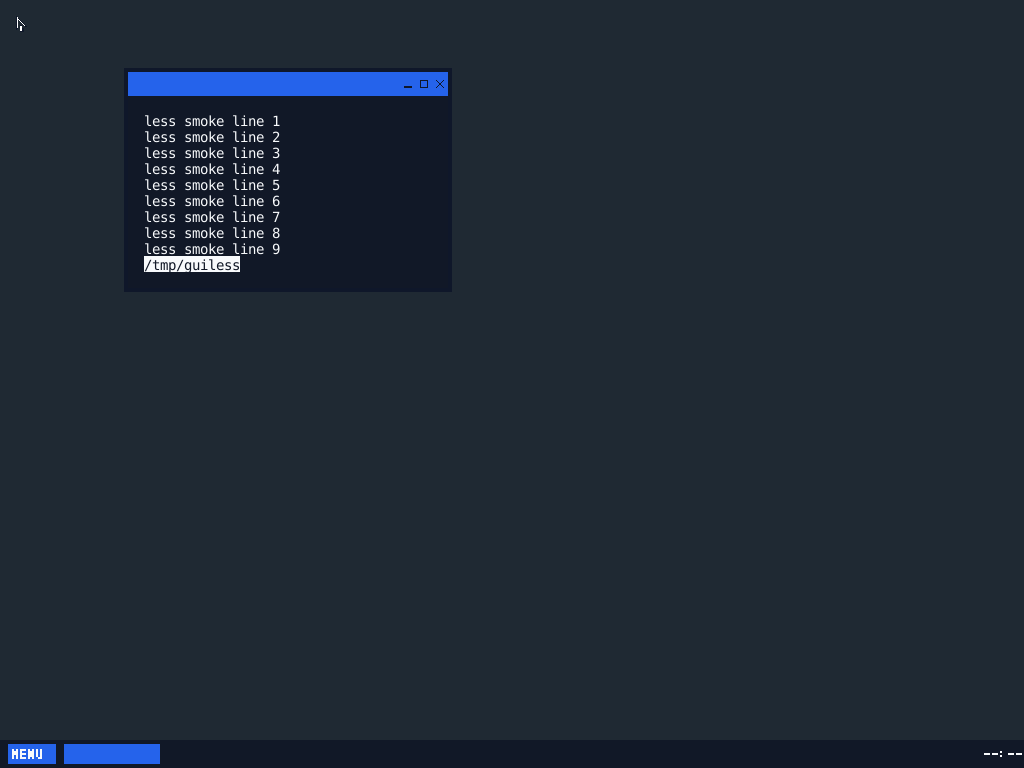 less smoke line 1
less smoke line 2
less smoke line 3
less smoke line 4
less smoke line 5
less smoke line 6
less smoke line 7
less smoke line 8
less smoke line 9
/tmp/guiless
MENU
--:--